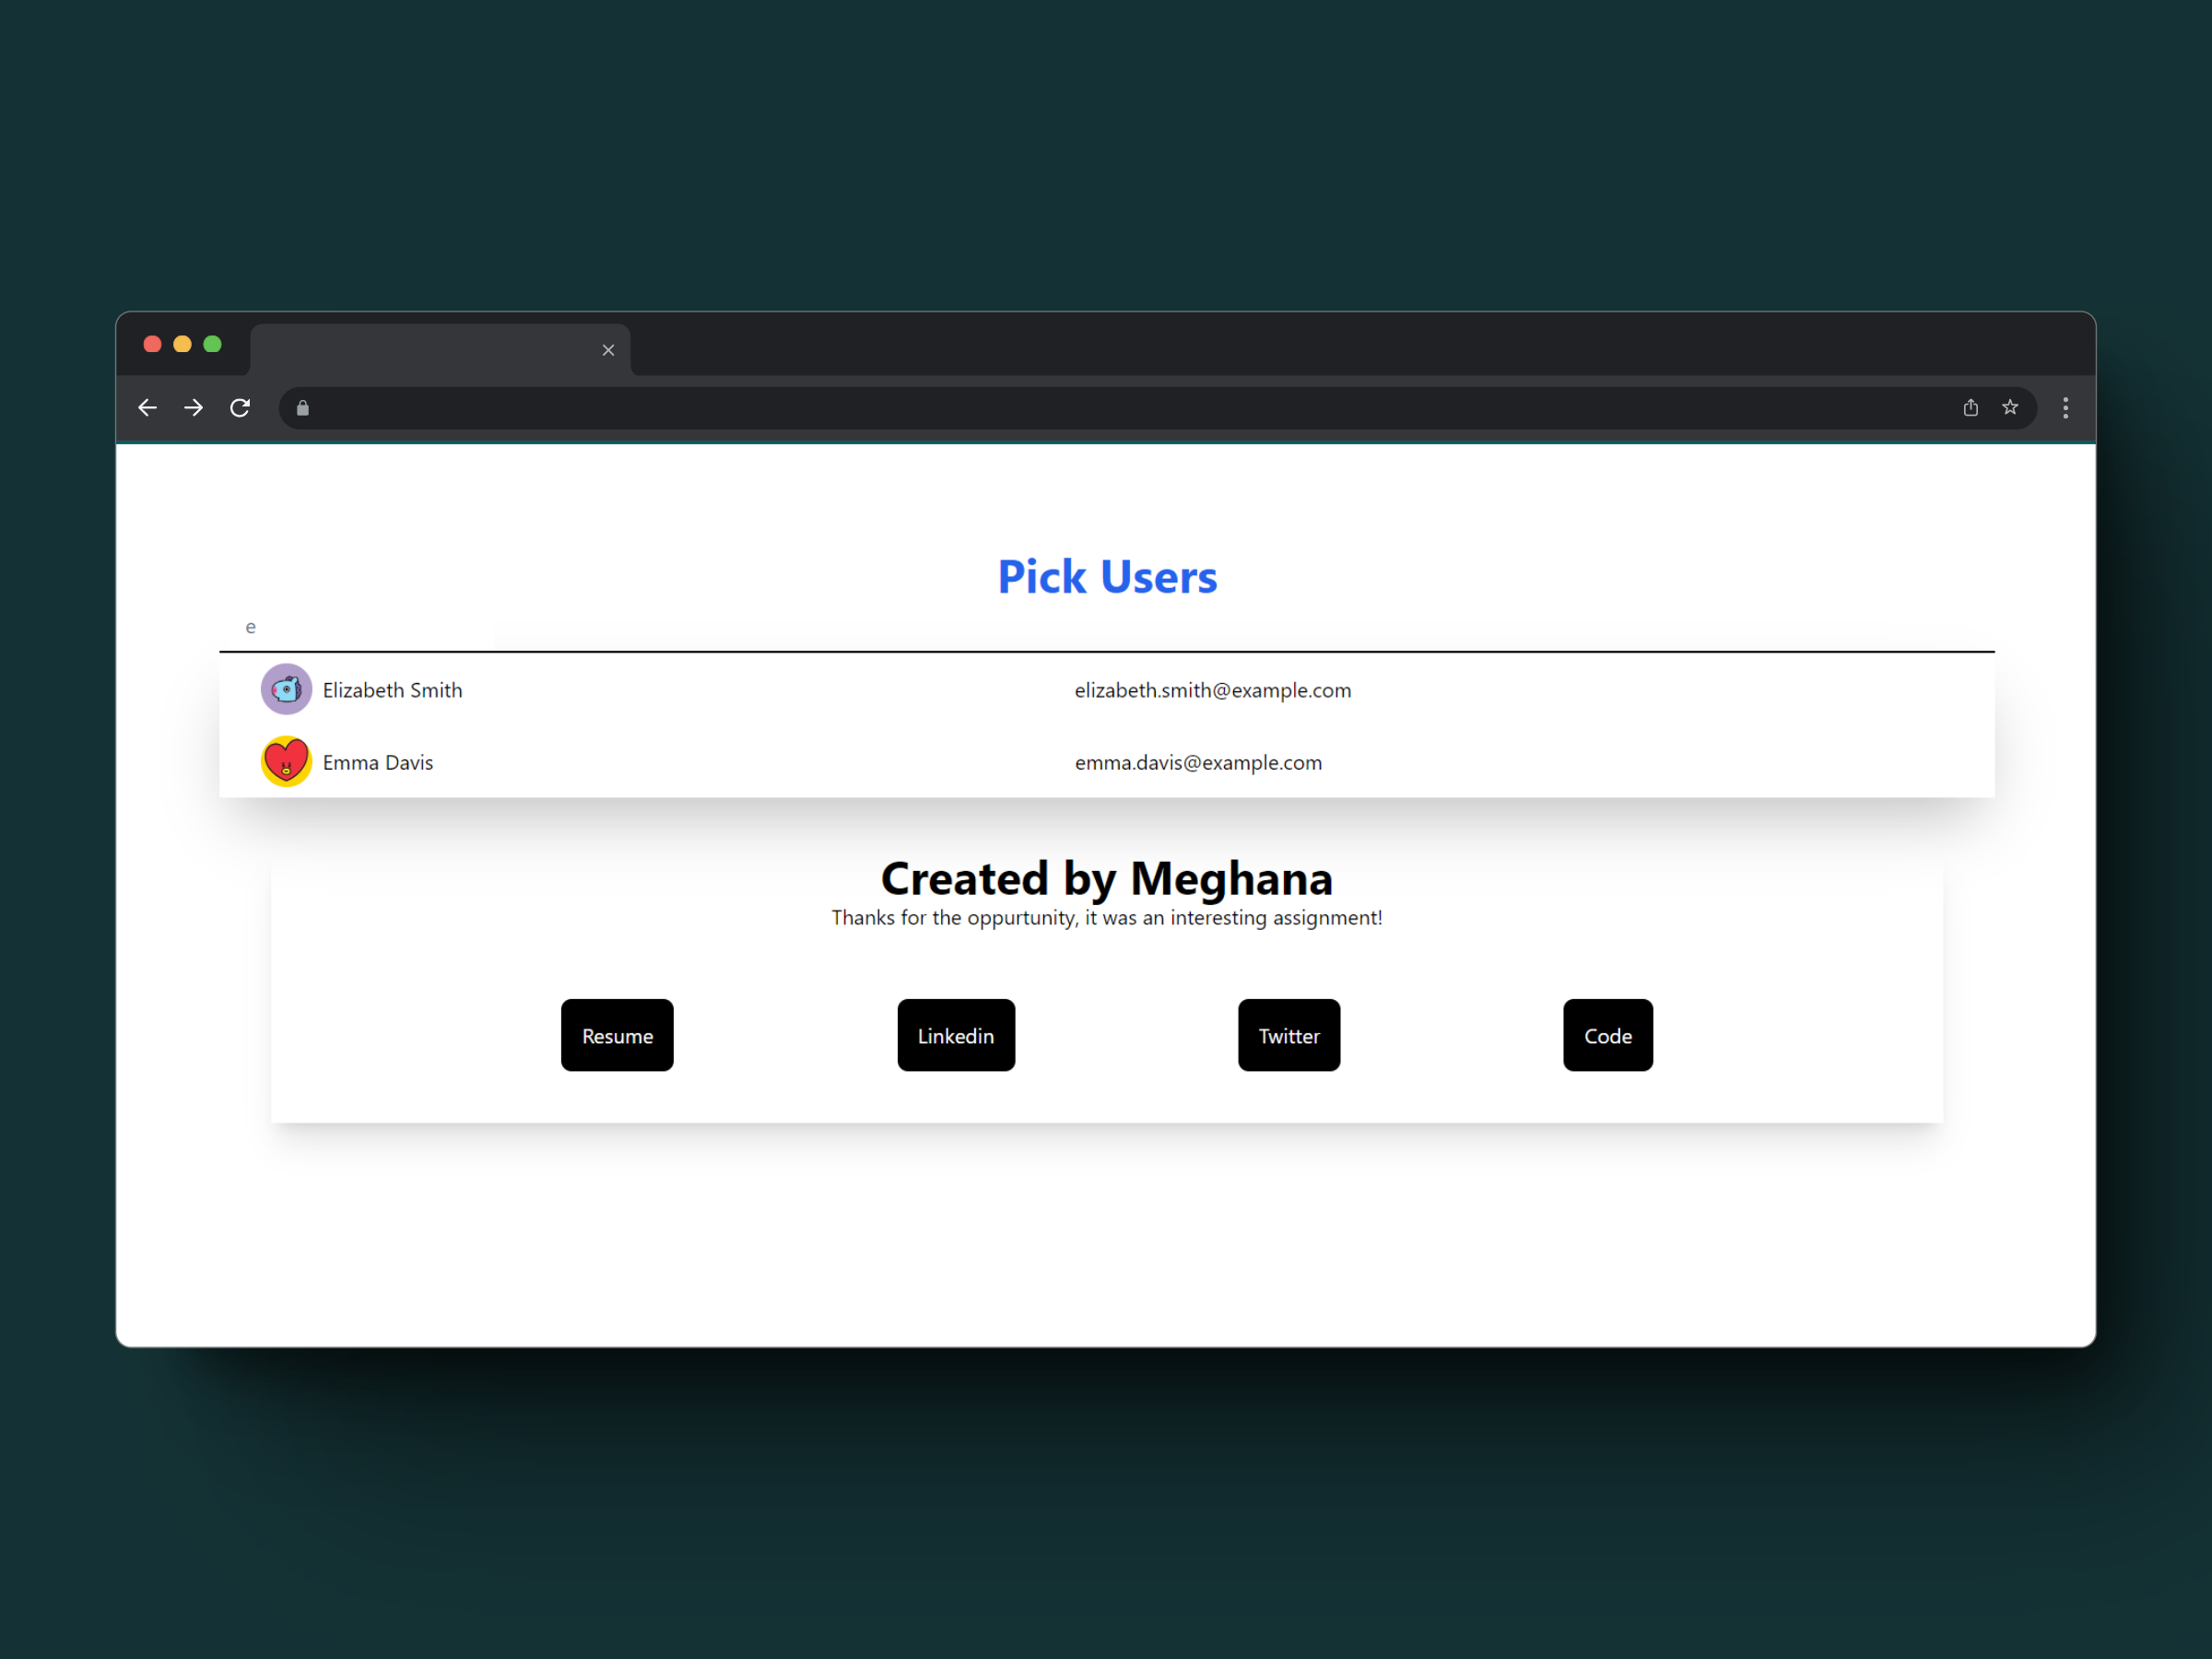 Pick Users
e
Elizabeth Smith elizabeth.smith@example.com
Emma Davis emma.davis@example.com
Created by Meghana
Thanks for the oppurtunity, it was an interesting assignment!
Resume Linkedin Twitter Code